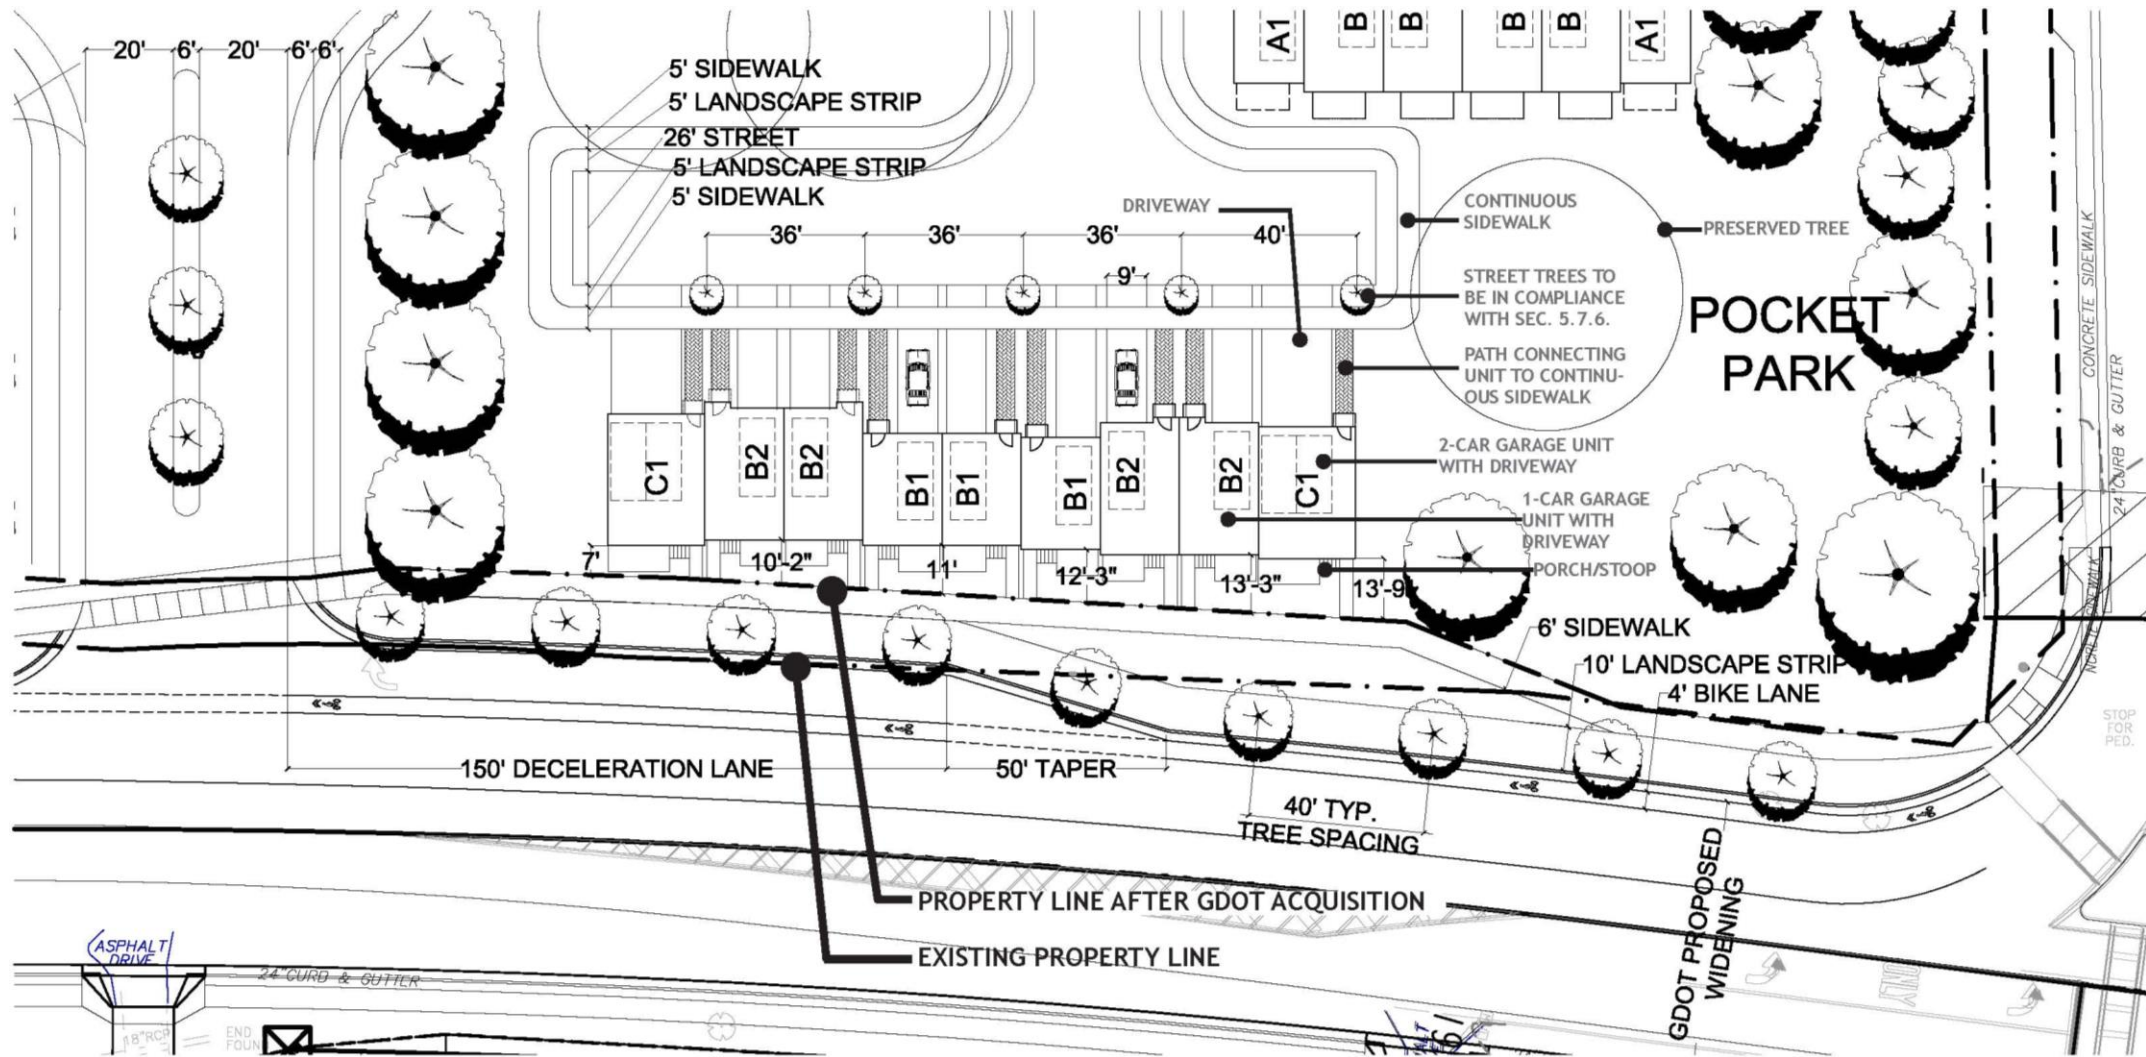 20' 6' 20' 6' 6'
5' SIDEWALK
5' LANDSCAPE STRIP
26' STREET
5' LANDSCAPE STRIP
5' SIDEWALK
A1 B B B B A1
DRIVEWAY
CONTINUOUS
SIDEWALK
PRESERVED TREE
36' 36' 36' 40'
9'
STREET TREES TO
BE IN COMPLIANCE
WITH SEC. 5.7.6.
POCKET
PARK
PATH CONNECTING
UNIT TO CONTINU-
OUS SIDEWALK
CONCRETE SIDEWALK
24" CURB & GUTTER
2-CAR GARAGE UNIT
WITH DRIVEWAY
C1 B2 B2 B1 B1 B1 B2 B2 C1
1-CAR GARAGE
UNIT WITH
DRIVEWAY
7' 10'-2" 11' 12'-3" 13'-3" 13'-9
PORCH/STOOP
6' SIDEWALK
10' LANDSCAPE STRIP
4' BIKE LANE
STOP
FOR
PED.
150' DECELERATION LANE
50' TAPER
40' TYP.
TREE SPACING
GDOT PROPOSED
WIDENING
PROPERTY LINE AFTER GDOT ACQUISITION
EXISTING PROPERTY LINE
ASPHALT
DRIVE
24"CURB & GUTTER
18"RCP
END
FOUN
ONLY